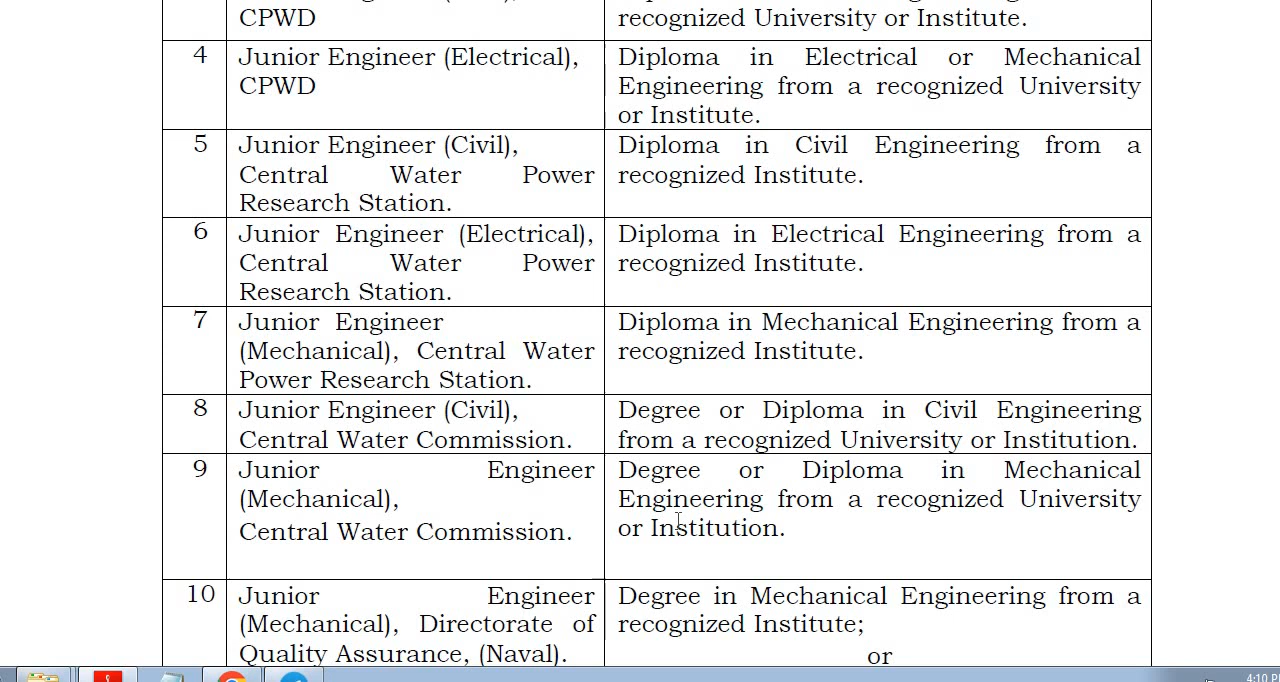 CPWD
recognized University or Institute.
4
Junior Engineer (Electrical),
CPWD
Diploma in Electrical or Mechanical
Engineering from a recognized University
or Institute.
5
Junior Engineer (Civil),
Central Water Power
Research Station.
Diploma in Civil Engineering from a
recognized Institute.
6
Junior Engineer (Electrical),
Central Water Power
Research Station.
Diploma in Electrical Engineering from a
recognized Institute.
7
Junior Engineer
(Mechanical), Central Water
Power Research Station.
Diploma in Mechanical Engineering from a
recognized Institute.
8
Junior Engineer (Civil),
Central Water Commission.
Degree or Diploma in Civil Engineering
from a recognized University or Institution.
9
Junior Engineer
(Mechanical),
Central Water Commission.
Degree or Diploma in Mechanical
Engineering from a recognized University
or Institution.
10
Junior Engineer
(Mechanical), Directorate of
Quality Assurance, (Naval).
Degree in Mechanical Engineering from a
recognized Institute;
or
4:10 P